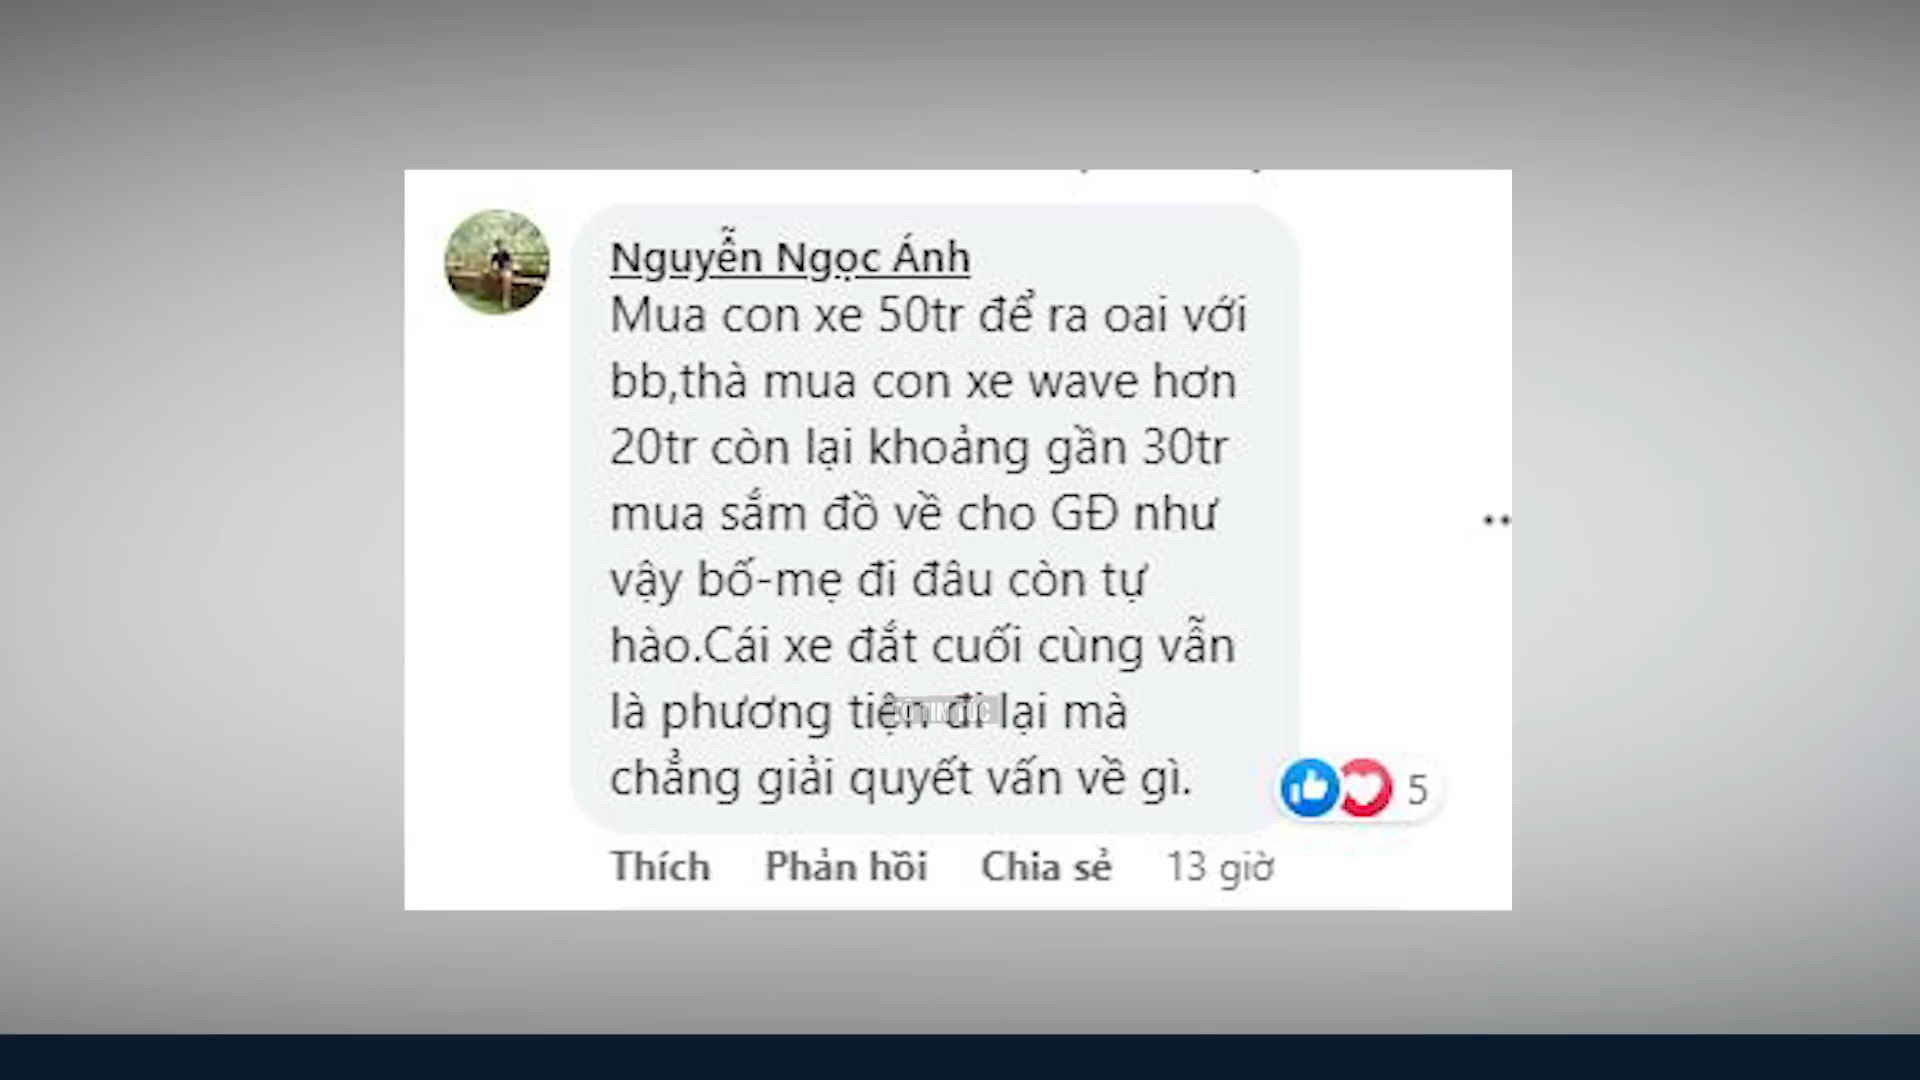 Nguyễn Ngọc Ánh
Mua con xe 50tr để ra oai với
bb,thà mua con xe wave hơn
20tr còn lại khoảng gần 30tr
mua sắm đồ về cho GĐ như
vậy bố-mẹ đi đâu còn tự
hào.Cái xe đắt cuối cùng vẫn
là phương tiện đi lại mà
chẳng giải quyết vấn về gì.
5
Thích Phản hồi Chia sẻ 13 giờ